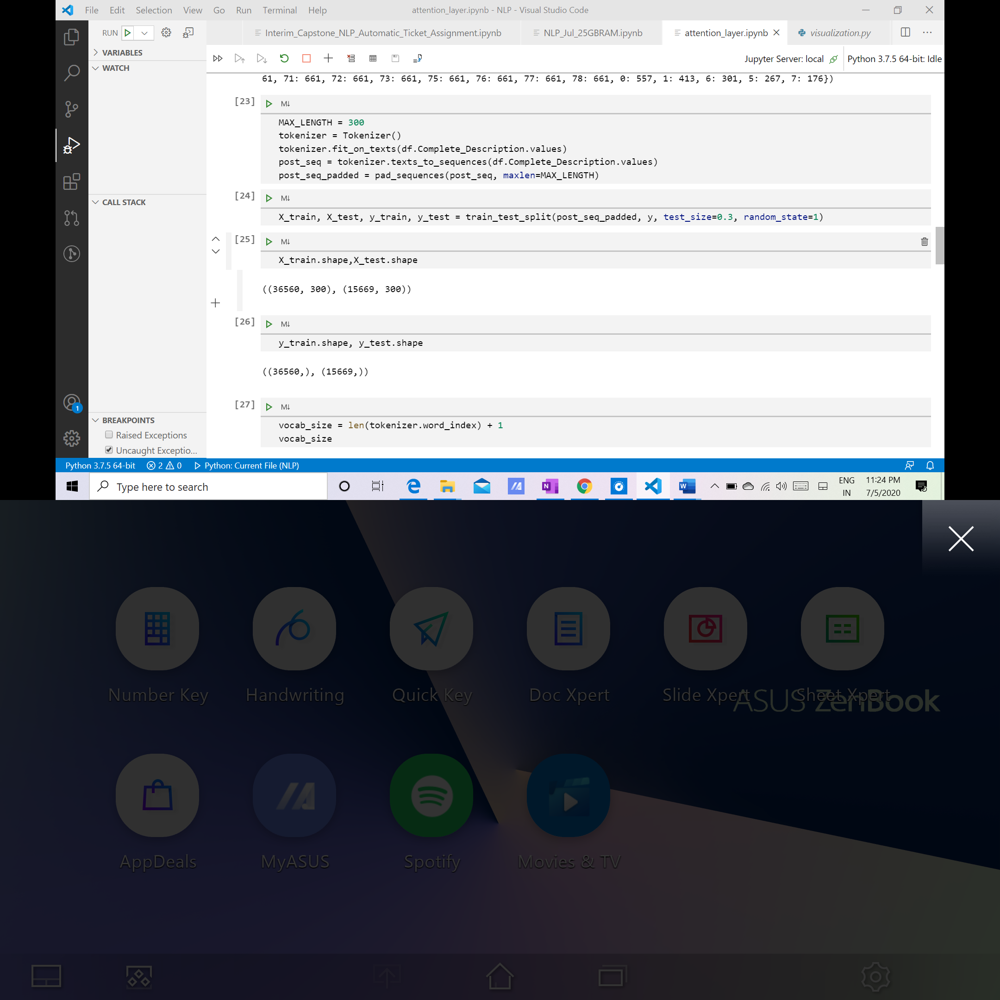 File Edit Selection View Go Run Terminal Help attention_layer.ipynb - NLP - Visual Studio Code
RUN
Interim_Capstone_NLP_Automatic_Ticket_Assignment.ipynb NLP_Jul_25GBRAM.ipynb attention_layer.ipynb visualization.py
VARIABLES
WATCH
CALL STACK
BREAKPOINTS
Raised Exceptions
Uncaught Exceptio...
Jupyter Server: local Python 3.7.5 64-bit: Idle
61, 71: 661, 72: 661, 73: 661, 75: 661, 76: 661, 77: 661, 78: 661, 0: 557, 1: 413, 6: 301, 5: 267, 7: 176})
[23] M↓
MAX_LENGTH = 300
tokenizer = Tokenizer()
tokenizer.fit_on_texts(df.Complete_Description.values)
post_seq = tokenizer.texts_to_sequences(df.Complete_Description.values)
post_seq_padded = pad_sequences(post_seq, maxlen=MAX_LENGTH)
[24] M↓
X_train, X_test, y_train, y_test = train_test_split(post_seq_padded, y, test_size=0.3, random_state=1)
[25] M↓
X_train.shape,X_test.shape
((36560, 300), (15669, 300))
[26] M↓
y_train.shape, y_test.shape
((36560,), (15669,))
[27] M↓
vocab_size = len(tokenizer.word_index) + 1
vocab_size
1
Python 3.7.5 64-bit 2 0 Python: Current File (NLP)
Type here to search
N
W
ENG
IN
11:24 PM
7/5/2020
Number Key Handwriting Quick Key Doc Xpert Slide Xpert Sheet Xpert
ASUS ZenBook
AppDeals MyASUS Spotify Movies & TV